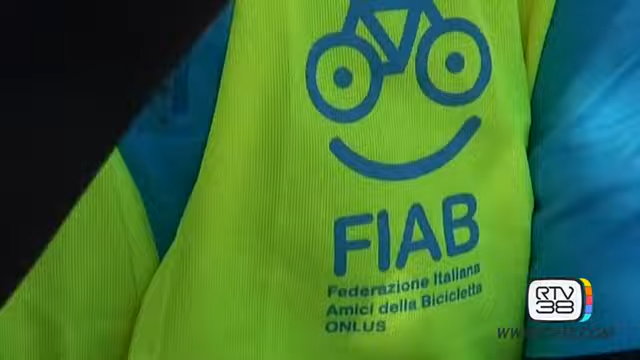 FIAB
Federazione Italiana
Amici della Bicicletta
ONLUS
RTV
38